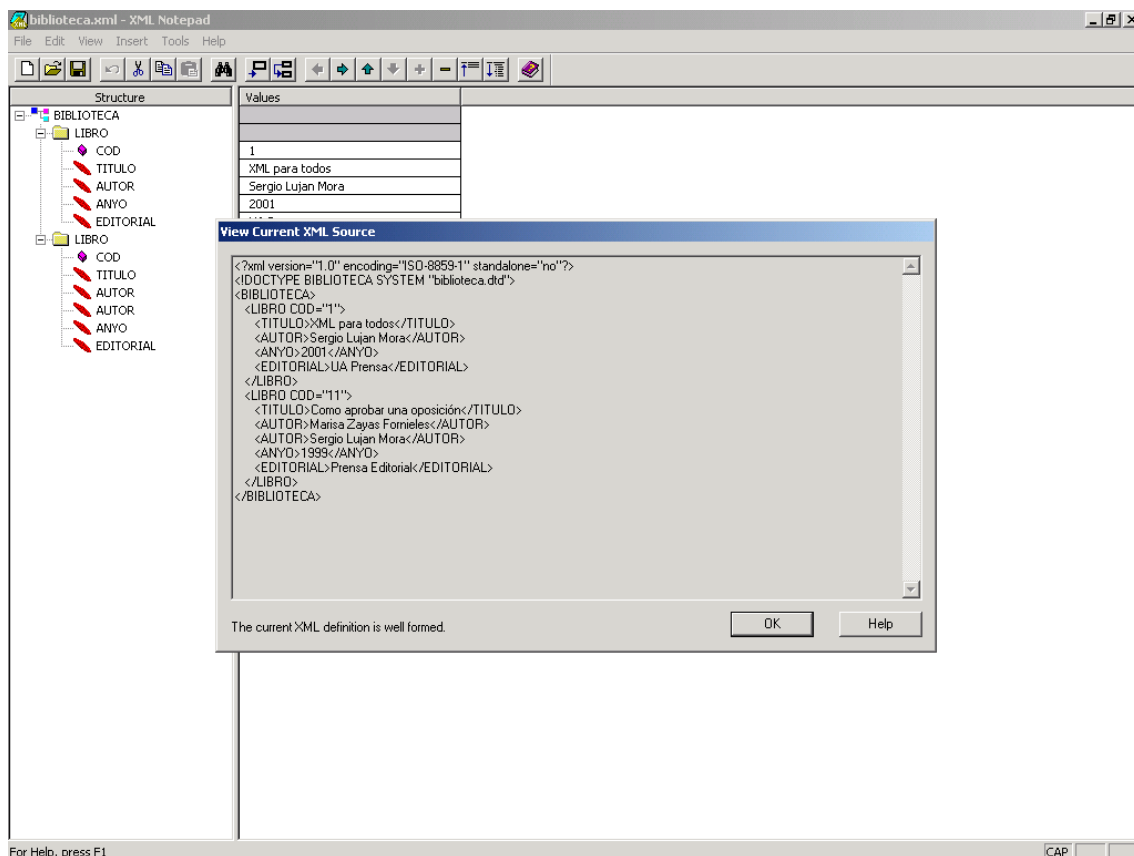 biblioteca.xml - XML Notepad
File Edit View Insert Tools Help
Structure
Values
BIBLIOTECA
LIBRO
COD
1
TITULO
XML para todos
AUTOR
Sergio Lujan Mora
ANYO
2001
EDITORIAL
LIBRO
COD
TITULO
AUTOR
AUTOR
ANYO
EDITORIAL
View Current XML Source
<?xml version="1.0" encoding="ISO-8859-1" standalone="no"?>
<!DOCTYPE BIBLIOTECA SYSTEM "biblioteca.dtd">
<BIBLIOTECA>
<LIBRO COD="1">
<TITULO>XML para todos</TITULO>
<AUTOR>Sergio Lujan Mora</AUTOR>
<ANYO>2001</ANYO>
<EDITORIAL>UA Prensa</EDITORIAL>
</LIBRO>
<LIBRO COD="11">
<TITULO>Como aprobar una oposición</TITULO>
<AUTOR>Marisa Zayas Fornieles</AUTOR>
<AUTOR>Sergio Lujan Mora</AUTOR>
<ANYO>1999</ANYO>
<EDITORIAL>Prensa Editorial</EDITORIAL>
</LIBRO>
</BIBLIOTECA>
The current XML definition is well formed.
OK
Help
For Help, press F1
CAP